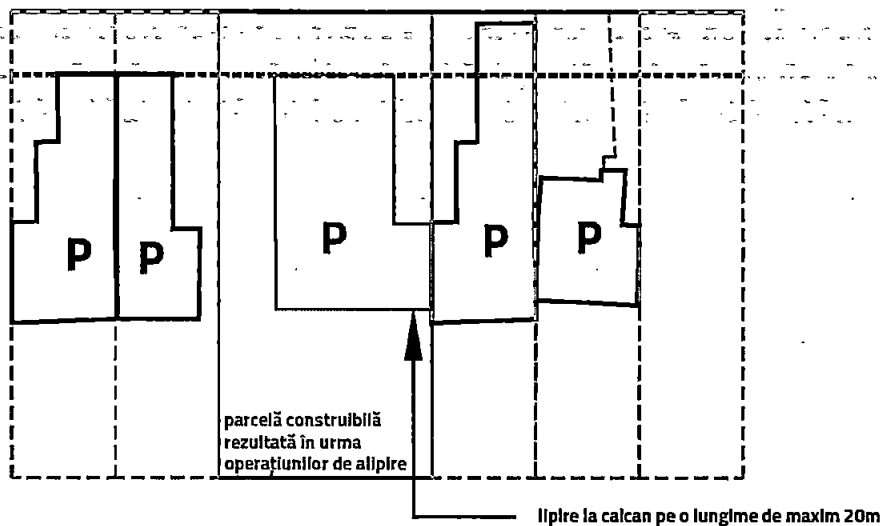 P
P
P
P
P
parcelă construibilă
rezultată în urma
operațiunilor de alipire
lipire la calcan pe o lungime de maxim 20m